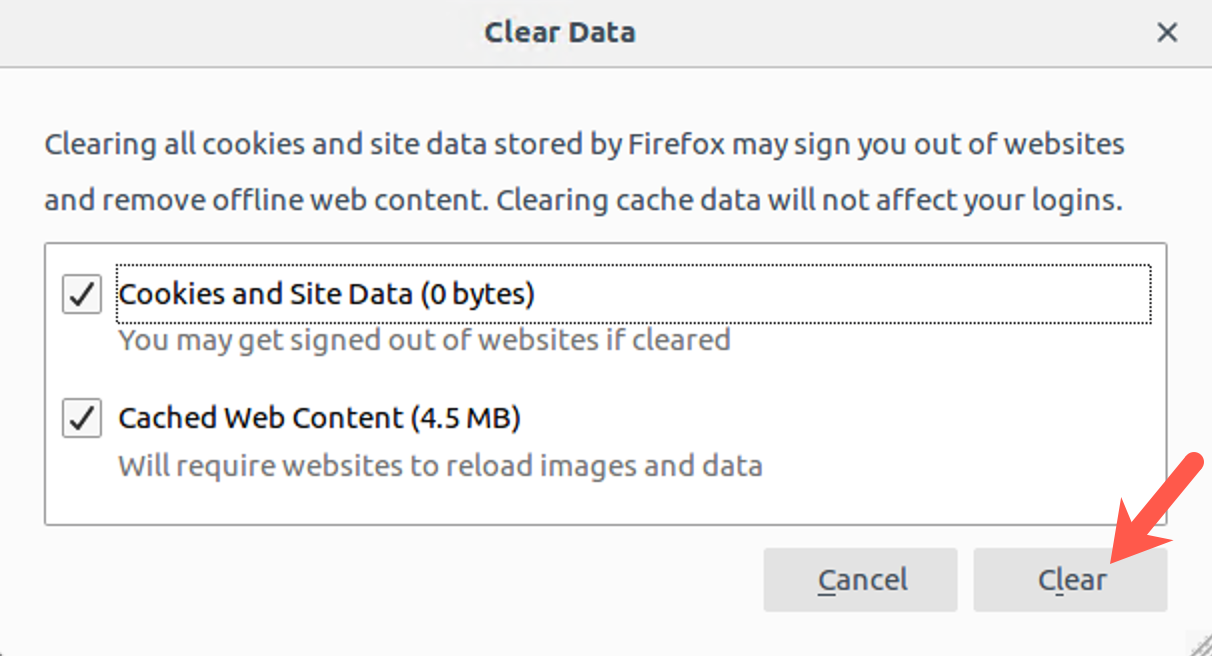 Clear Data
Clearing all cookies and site data stored by Firefox may sign you out of websites
and remove offline web content. Clearing cache data will not affect your logins.
Cookies and Site Data (0 bytes)
You may get signed out of websites if cleared
Cached Web Content (4.5 MB)
Will require websites to reload images and data
Cancel
Clear